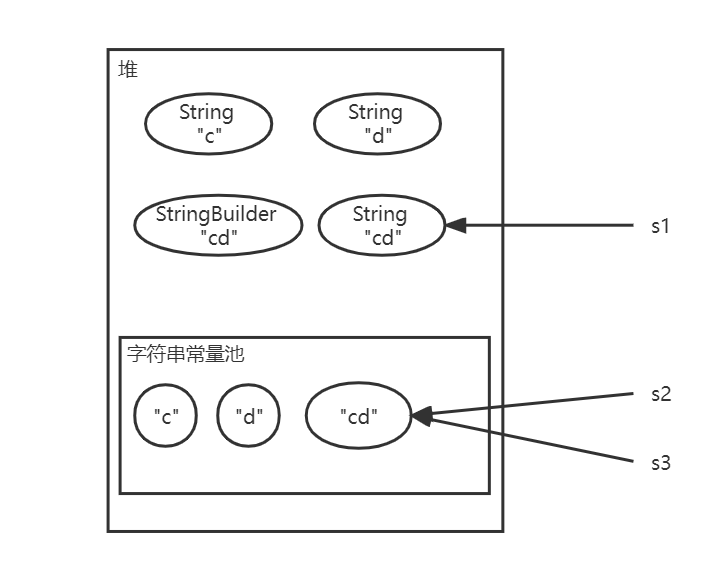 堆
String
"c"
String
"d"
StringBuilder
"cd"
String
"cd"
s1
字符串常量池
"c"
"d"
"cd"
s2
s3